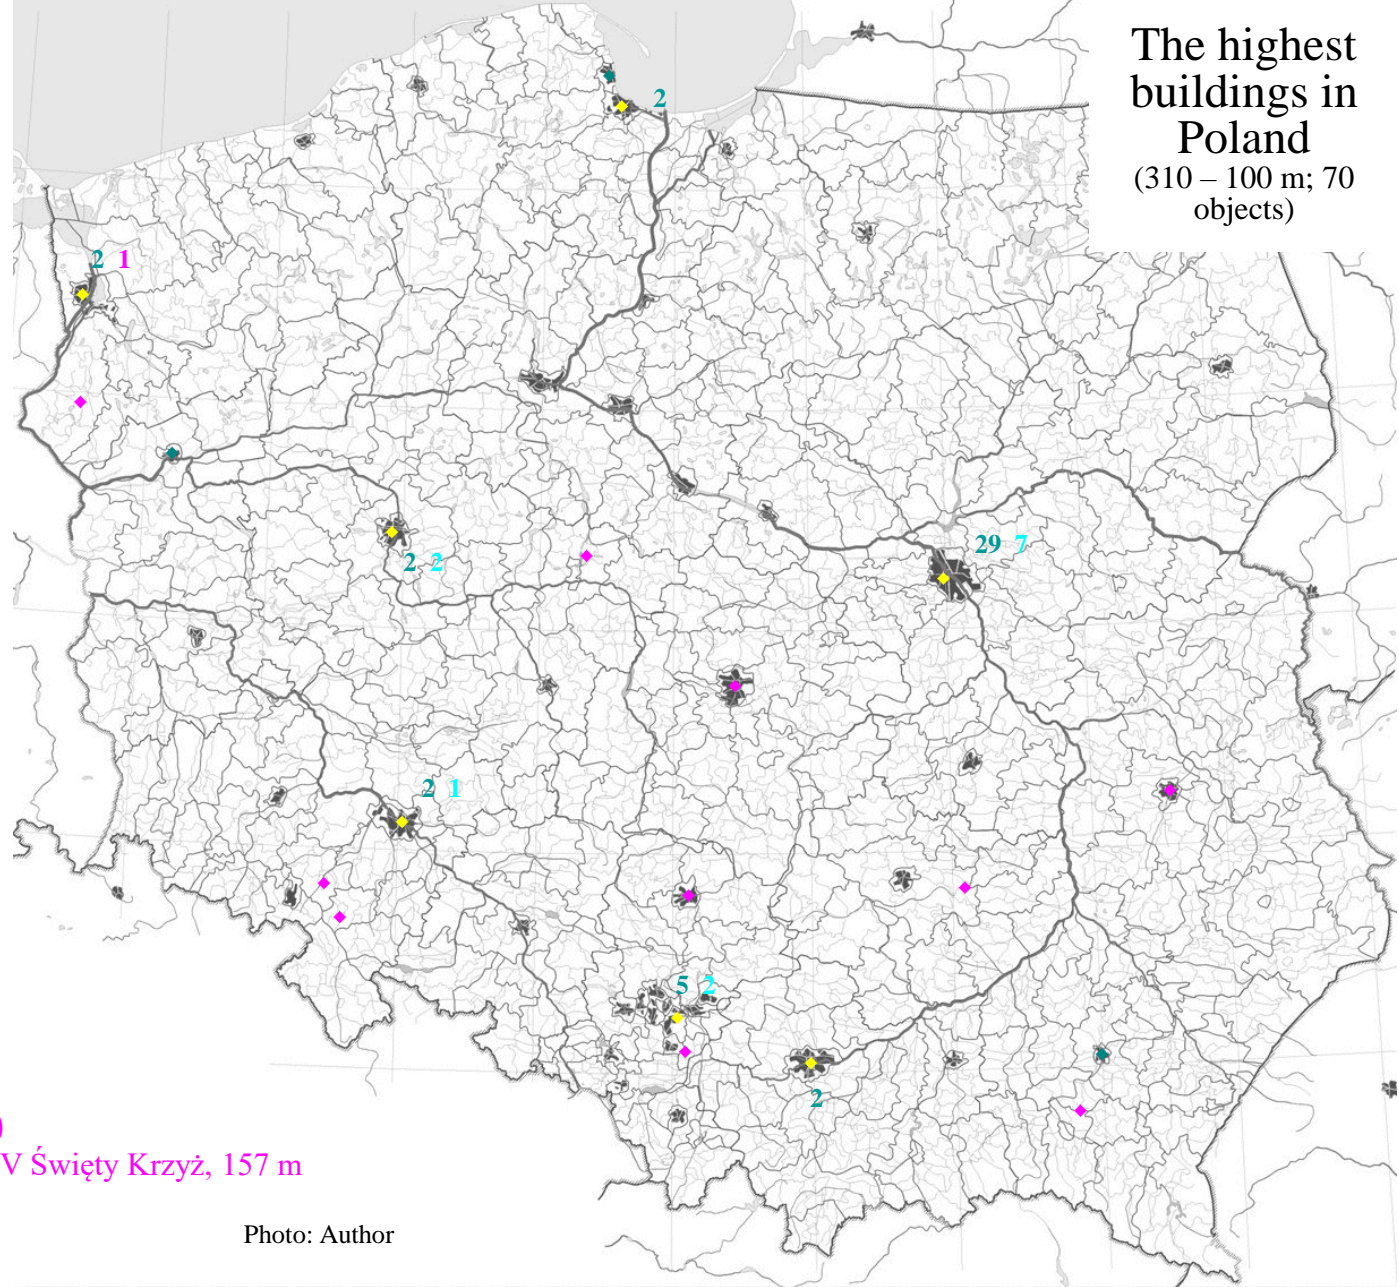 The highest
buildings in
Poland
(310 – 100 m; 70
objects)
2
2 1
29 7
2 2
2 1
5 2
2
)
V Święty Krzyż, 157 m
Photo: Author